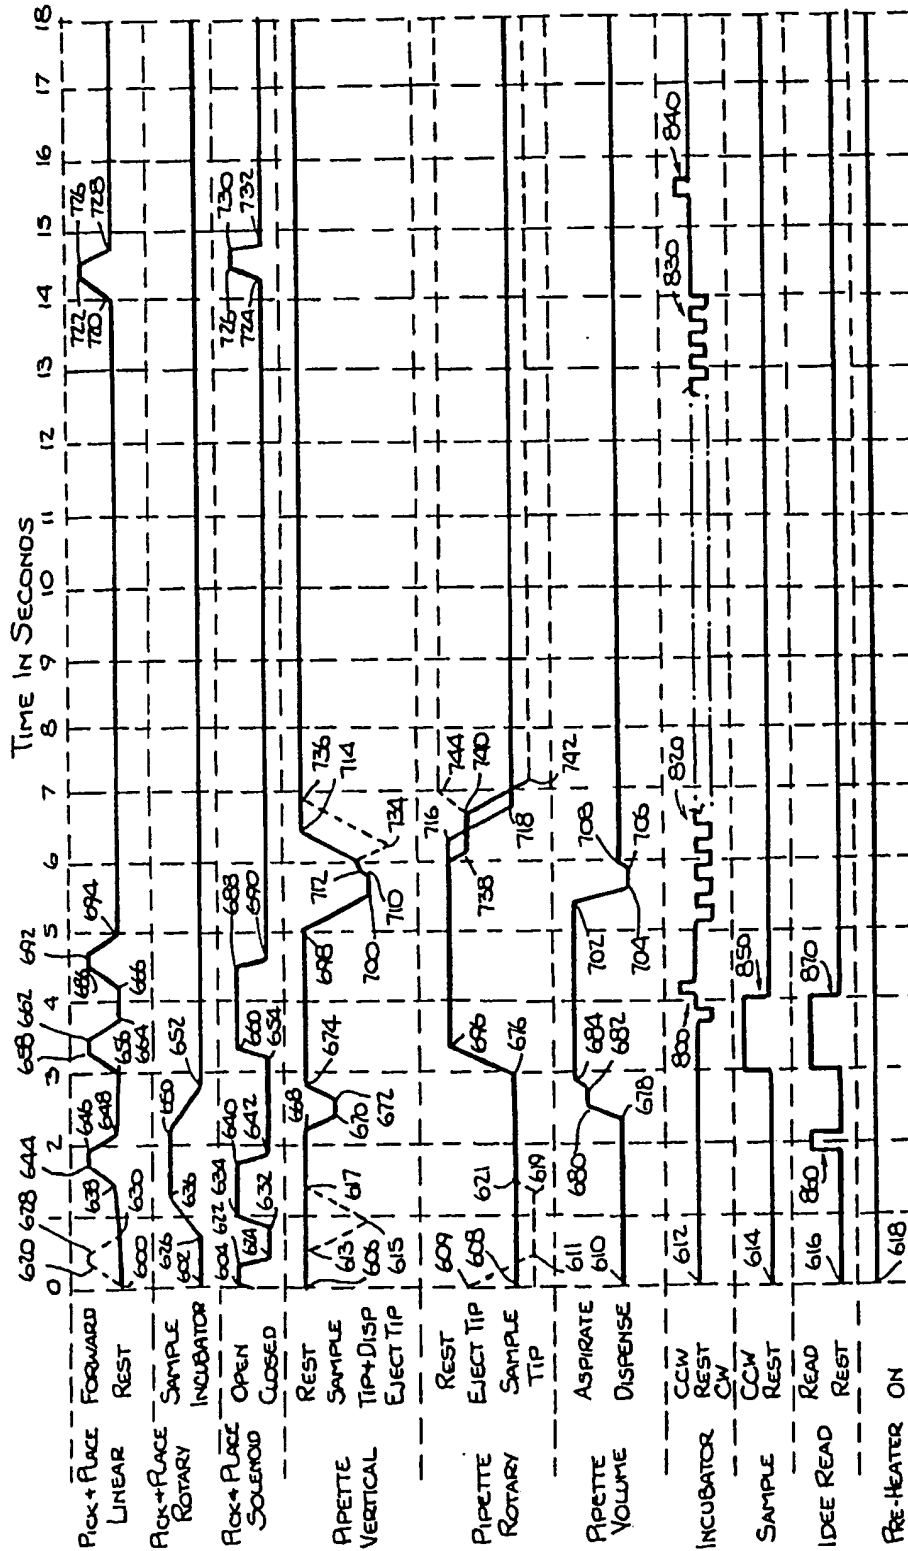 TIME IN SECONDS
0 1 2 3 4 5 6 7 8 9 10 11 12 13 14 15 16 17 18
PICK + PLACE LINEAR
FORWARD
REST
620 628 644 646 658 662 692
638 648 656 686 694
600 630 664 666
722 726
720 728
PICK + PLACE ROTARY
SAMPLE
INCUBATOR
626 650 652
602 636
PICK + PLACE SOLENOID
OPEN
CLOSED
604 622 634 640 660 688
624 632 642 654 690
726 730
724 732
PIPETTE VERTICAL
REST
SAMPLE
TIP+DISP
EJECT TIP
668 674 698 714 736
613 617 670 712 734
606 672 700
615 710
PIPETTE ROTARY
REST
EJECT TIP
SAMPLE
TIP
609 696 716 744
608 621 676 738 740
611 619 718 742
PIPETTE VOLUME
ASPIRATE
DISPENSE
610 680 684 702 708
682 678 704 706
INCUBATOR
CCW
REST
CW
612 800 820 830 840
SAMPLE
CCW
REST
614 850
IDEE READ
READ
REST
616 860 870
PRE-HEATER
ON
618